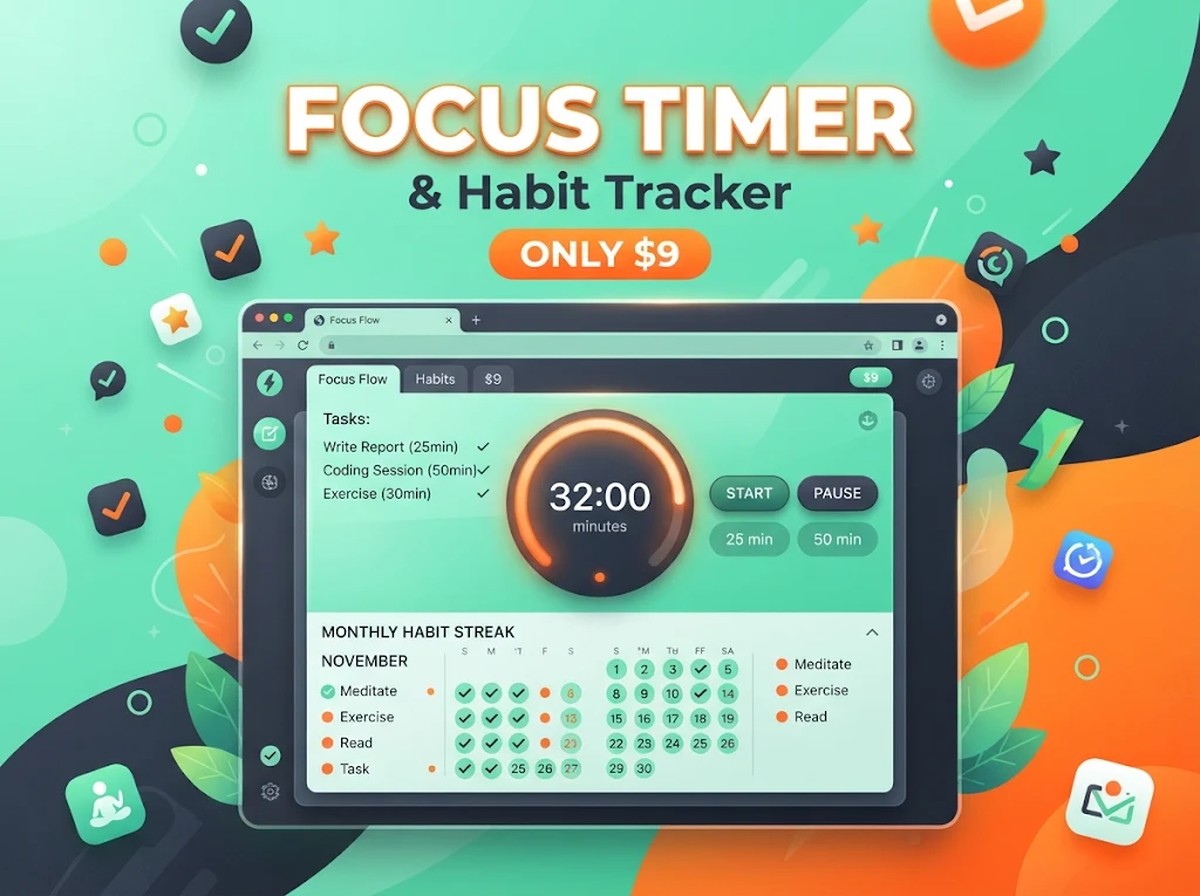 FOCUS TIMER
& Habit Tracker
ONLY $9
Focus Flow
Focus Flow Habits $9 $9
Tasks:
Write Report (25min)
Coding Session (50min)
Exercise (30min)
32:00
minutes
START PAUSE
25 min 50 min
MONTHLY HABIT STREAK
NOVEMBER
Meditate
Exercise
Read
Task
S M T F S
6
13
25 26 27
S M FF SA
1 2 3 5
8 9 10 14
15 16 17 18 19
22 23 24 25 26
29 30
Meditate
Exercise
Read